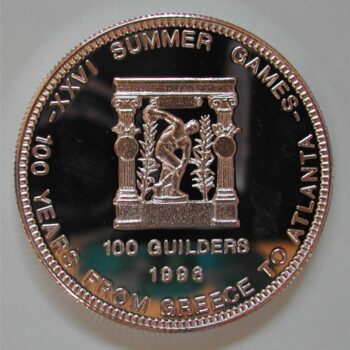 -XXVI SUMMER GAMES-
100 YEARS FROM GREECE TO ATLANTA
100 GUILDERS
1996